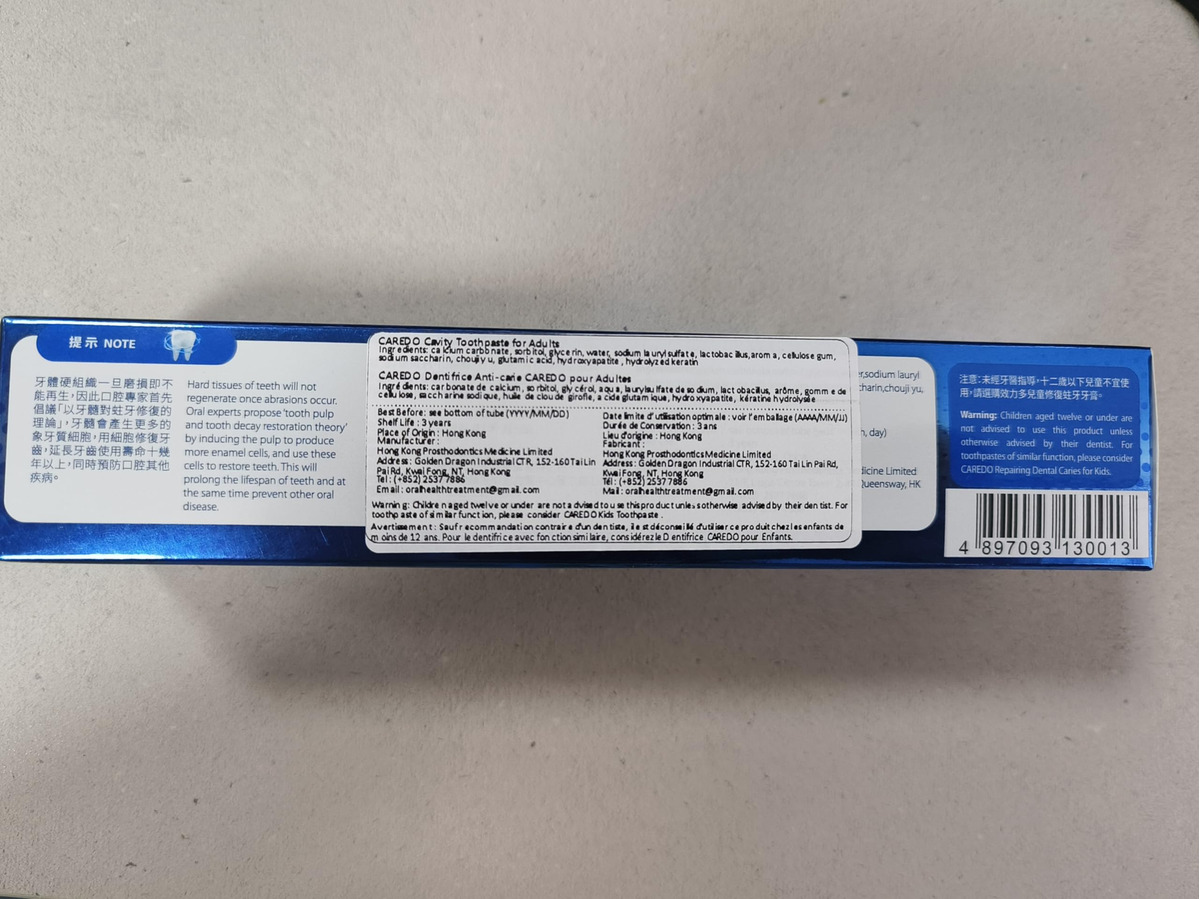 提示 NOTE
牙體硬組織一旦磨損即不
能再生,因此口腔專家首先
倡議「以牙髓對蛀牙修復的
理論」,牙髓會產生更多的
象牙質細胞,用細胞修復牙
齒,延長牙齒使用壽命十幾
年以上,同時預防口腔其他
疾病。
Hard tissues of teeth will not
regenerate once abrasions occur.
Oral experts propose 'tooth pulp
and tooth decay restoration theory'
by inducing the pulp to produce
more enamel cells, and use these
cells to restore teeth. This will
prolong the lifespan of teeth and at
the same time prevent other oral
disease.
CAREDO Cavity Toothpaste for Adults
Ingredients: calcium carbonate, sorbitol, glycerin, water, sodium laurylsulfate, lactobacillus, aroma, cellulose gum,
sodium saccharin, chouji yu, glutamic acid, hydroxyapatite, hydrolyzed keratin
CAREDO Dentifrice Anti-carie CAREDO pour Adultes
Ingrédients: carbonate de calcium, sorbitol, glycérol, aqua, laurylsulfate de sodium, lactobacilus, arôme, gomme de
cellulose, saccharine sodique, huile de clou de girofle, acide glutamique, hydroxyapatite, kératine hydrolysée
Best Before: see bottom of tube (YYYY/MM/DD)
Shelf Life : 3 years
Place of Origin : Hong Kong
Manufacturer :
Hong Kong Prosthodontics Medicine Limited
Address : Golden Dragon Industrial CTR, 152-160 Tai Lin
Pai Rd, Kwai Fong, NT, Hong Kong
Tel : (+852) 2537 7886
Email : oralhealthtreatment@gmail.com
Date limite d'utilisation optimale : voir l'emballage (AAAA/MM/JJ)
Durée de Conservation : 3 ans
Lieu d'origine : Hong Kong
Fabricant :
Hong Kong Prosthodontics Medicine Limited
Address : Golden Dragon Industrial CTR, 152-160 Tai Lin Pai Rd,
Kwai Fong, NT, Hong Kong
Tél : (+852) 2537 7886
Mail : oralhealthtreatment@gmail.com
Warning: Children aged twelve or under are not advised to use this product unless otherwise advised by their dentist. For
toothpaste of similar function, please consider CAREDO Kids Toothpaste.
Avertissement : Sauf recommandation contraire d'un dentiste, il est déconseillé d'utiliser ce produit chez les enfants de
moins de 12 ans. Pour le dentifrice avec fonction similaire, considérez le Dentifrice CAREDO pour Enfants.
,sodium lauryl
charin,chouji yu,
day)
dicine Limited
Queensway, HK
注意:未經牙醫指導,十二歲以下兒童不宜使
用,請選購效力多兒童修復蛀牙牙膏。
Warning: Children aged twelve or under are
not advised to use this product unless
otherwise advised by their dentist. For
toothpastes of similar function, please consider
CAREDO Repairing Dental Caries for Kids.
4 897093 130013